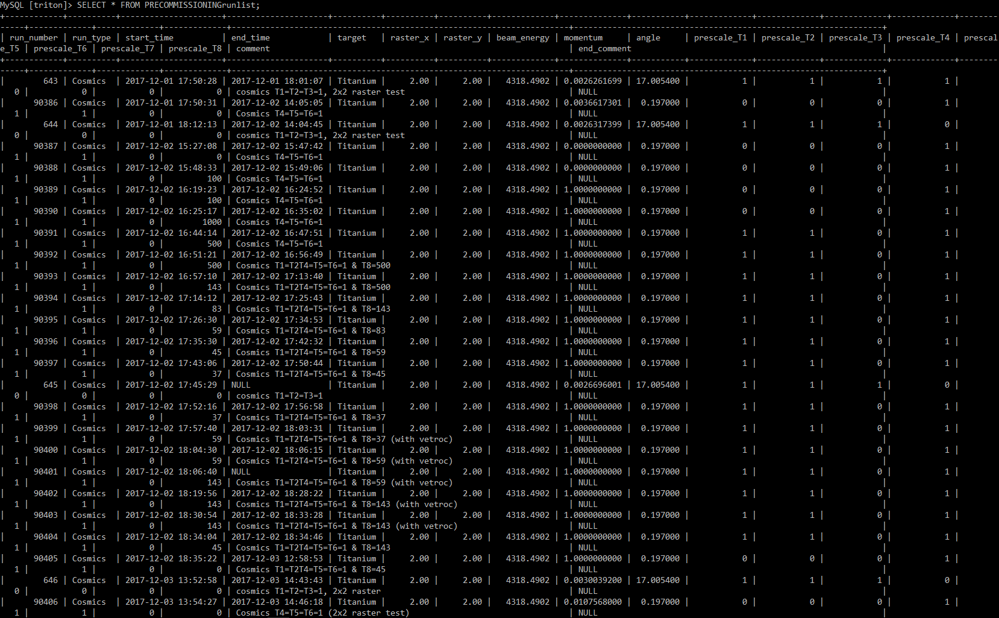 MySQL [triton]> SELECT * FROM PRECOMMISSIONINGrunlist;
| run_number | run_type | start_time | end_time | target | raster_x | raster_y | beam_energy | momentum | angle | prescale_T1 | prescale_T2 | prescale_T3 | prescale_T4 | prescal
e_T5 | prescale_T6 | prescale_T7 | prescale_T8 | comment | end_comment |
| 643 | Cosmics | 2017-12-01 17:50:28 | 2017-12-01 18:01:07 | Titanium | 2.00 | 2.00 | 4318.4902 | 0.0026261699 | 17.005400 | 1 | 1 | 1 | 1 |
0 | 0 | 0 | 0 | cosmics T1=T2=T3=1, 2x2 raster test | NULL |
| 90386 | Cosmics | 2017-12-01 17:50:31 | 2017-12-02 14:05:05 | Titanium | 2.00 | 2.00 | 4318.4902 | 0.0036617301 | 0.197000 | 0 | 0 | 0 | 1 |
1 | 1 | 0 | 0 | Cosmics T4=T5=T6=1 | NULL |
| 644 | Cosmics | 2017-12-01 18:12:13 | 2017-12-02 14:04:45 | Titanium | 2.00 | 2.00 | 4318.4902 | 0.0026317399 | 17.005400 | 1 | 1 | 1 | 0 |
0 | 0 | 0 | 0 | cosmics T1=T2=T3=1, 2x2 raster test | NULL |
| 90387 | Cosmics | 2017-12-02 15:27:08 | 2017-12-02 15:47:42 | Titanium | 2.00 | 2.00 | 4318.4902 | 0.0000000000 | 0.197000 | 0 | 0 | 0 | 1 |
1 | 1 | 0 | 0 | Cosmics T4=T5=T6=1 | NULL |
| 90388 | Cosmics | 2017-12-02 15:48:33 | 2017-12-02 15:49:06 | Titanium | 2.00 | 2.00 | 4318.4902 | 0.0000000000 | 0.197000 | 0 | 0 | 0 | 1 |
1 | 1 | 0 | 100 | Cosmics T4=T5=T6=1 | NULL |
| 90389 | Cosmics | 2017-12-02 16:19:23 | 2017-12-02 16:24:52 | Titanium | 2.00 | 2.00 | 4318.4902 | 1.0000000000 | 0.197000 | 0 | 0 | 0 | 1 |
1 | 1 | 0 | 100 | Cosmics T4=T5=T6=1 | NULL |
| 90390 | Cosmics | 2017-12-02 16:25:17 | 2017-12-02 16:35:02 | Titanium | 2.00 | 2.00 | 4318.4902 | 1.0000000000 | 0.197000 | 0 | 0 | 0 | 1 |
1 | 1 | 0 | 1000 | Cosmics T4=T5=T6=1 | NULL |
| 90391 | Cosmics | 2017-12-02 16:44:14 | 2017-12-02 16:47:51 | Titanium | 2.00 | 2.00 | 4318.4902 | 1.0000000000 | 0.197000 | 1 | 1 | 0 | 1 |
1 | 1 | 0 | 500 | Cosmics T4=T5=T6=1 | NULL |
| 90392 | Cosmics | 2017-12-02 16:51:21 | 2017-12-02 16:56:49 | Titanium | 2.00 | 2.00 | 4318.4902 | 1.0000000000 | 0.197000 | 1 | 1 | 0 | 1 |
1 | 1 | 0 | 500 | Cosmics T1=T2T4=T5=T6=1 & T8=500 | NULL |
| 90393 | Cosmics | 2017-12-02 16:57:10 | 2017-12-02 17:13:40 | Titanium | 2.00 | 2.00 | 4318.4902 | 1.0000000000 | 0.197000 | 1 | 1 | 0 | 1 |
1 | 1 | 0 | 143 | Cosmics T1=T2T4=T5=T6=1 & T8=500 | NULL |
| 90394 | Cosmics | 2017-12-02 17:14:12 | 2017-12-02 17:25:43 | Titanium | 2.00 | 2.00 | 4318.4902 | 1.0000000000 | 0.197000 | 1 | 1 | 0 | 1 |
1 | 1 | 0 | 83 | Cosmics T1=T2T4=T5=T6=1 & T8=143 | NULL |
| 90395 | Cosmics | 2017-12-02 17:26:30 | 2017-12-02 17:34:53 | Titanium | 2.00 | 2.00 | 4318.4902 | 1.0000000000 | 0.197000 | 1 | 1 | 0 | 1 |
1 | 1 | 0 | 59 | Cosmics T1=T2T4=T5=T6=1 & T8=83 | NULL |
| 90396 | Cosmics | 2017-12-02 17:35:30 | 2017-12-02 17:42:32 | Titanium | 2.00 | 2.00 | 4318.4902 | 1.0000000000 | 0.197000 | 1 | 1 | 0 | 1 |
1 | 1 | 0 | 45 | Cosmics T1=T2T4=T5=T6=1 & T8=59 | NULL |
| 90397 | Cosmics | 2017-12-02 17:43:06 | 2017-12-02 17:50:44 | Titanium | 2.00 | 2.00 | 4318.4902 | 1.0000000000 | 0.197000 | 1 | 1 | 0 | 1 |
1 | 1 | 0 | 37 | Cosmics T1=T2T4=T5=T6=1 & T8=45 | NULL |
| 645 | Cosmics | 2017-12-02 17:45:29 | NULL | Titanium | 2.00 | 2.00 | 4318.4902 | 0.0026696001 | 17.005400 | 1 | 1 | 1 | 0 |
0 | 0 | 0 | 0 | cosmics T1=T2=T3=1 | NULL |
| 90398 | Cosmics | 2017-12-02 17:52:16 | 2017-12-02 17:56:58 | Titanium | 2.00 | 2.00 | 4318.4902 | 1.0000000000 | 0.197000 | 1 | 1 | 0 | 1 |
1 | 1 | 0 | 37 | Cosmics T1=T2T4=T5=T6=1 & T8=37 | NULL |
| 90399 | Cosmics | 2017-12-02 17:57:40 | 2017-12-02 18:03:31 | Titanium | 2.00 | 2.00 | 4318.4902 | 1.0000000000 | 0.197000 | 1 | 1 | 0 | 1 |
1 | 1 | 0 | 59 | Cosmics T1=T2T4=T5=T6=1 & T8=37 (with vetroc) | NULL |
| 90400 | Cosmics | 2017-12-02 18:04:30 | 2017-12-02 18:06:15 | Titanium | 2.00 | 2.00 | 4318.4902 | 1.0000000000 | 0.197000 | 1 | 1 | 0 | 1 |
1 | 1 | 0 | 59 | Cosmics T1=T2T4=T5=T6=1 & T8=59 (with vetroc) | NULL |
| 90401 | Cosmics | 2017-12-02 18:06:40 | NULL | Titanium | 2.00 | 2.00 | 4318.4902 | 1.0000000000 | 0.197000 | 1 | 1 | 0 | 1 |
1 | 1 | 0 | 143 | Cosmics T1=T2T4=T5=T6=1 & T8=59 (with vetroc) | NULL |
| 90402 | Cosmics | 2017-12-02 18:19:56 | 2017-12-02 18:28:22 | Titanium | 2.00 | 2.00 | 4318.4902 | 1.0000000000 | 0.197000 | 1 | 1 | 0 | 1 |
1 | 1 | 0 | 143 | Cosmics T1=T2T4=T5=T6=1 & T8=143 (with vetroc) | NULL |
| 90403 | Cosmics | 2017-12-02 18:30:54 | 2017-12-02 18:33:28 | Titanium | 2.00 | 2.00 | 4318.4902 | 1.0000000000 | 0.197000 | 1 | 1 | 0 | 1 |
1 | 1 | 0 | 143 | Cosmics T1=T2T4=T5=T6=1 & T8=143 (with vetroc) | NULL |
| 90404 | Cosmics | 2017-12-02 18:34:04 | 2017-12-02 18:34:46 | Titanium | 2.00 | 2.00 | 4318.4902 | 1.0000000000 | 0.197000 | 1 | 1 | 0 | 1 |
1 | 1 | 0 | 45 | Cosmics T1=T2T4=T5=T6=1 & T8=143 | NULL |
| 90405 | Cosmics | 2017-12-02 18:35:22 | 2017-12-03 12:58:53 | Titanium | 2.00 | 2.00 | 4318.4902 | 1.0000000000 | 0.197000 | 0 | 0 | 0 | 1 |
1 | 1 | 0 | 0 | Cosmics T1=T2T4=T5=T6=1 & T8=45 | NULL |
| 646 | Cosmics | 2017-12-03 13:52:58 | 2017-12-03 14:43:43 | Titanium | 2.00 | 2.00 | 4318.4902 | 0.0030039200 | 17.005400 | 1 | 1 | 1 | 0 |
0 | 0 | 0 | 0 | cosmics T1=T2=T3=1, 2x2 raster | NULL |
| 90406 | Cosmics | 2017-12-03 13:54:27 | 2017-12-03 14:46:18 | Titanium | 2.00 | 2.00 | 4318.4902 | 0.0107568000 | 0.197000 | 0 | 0 | 0 | 1 |
1 | 1 | 0 | 0 | Cosmics T4=T5=T6=1 (2x2 raster test) | NULL |